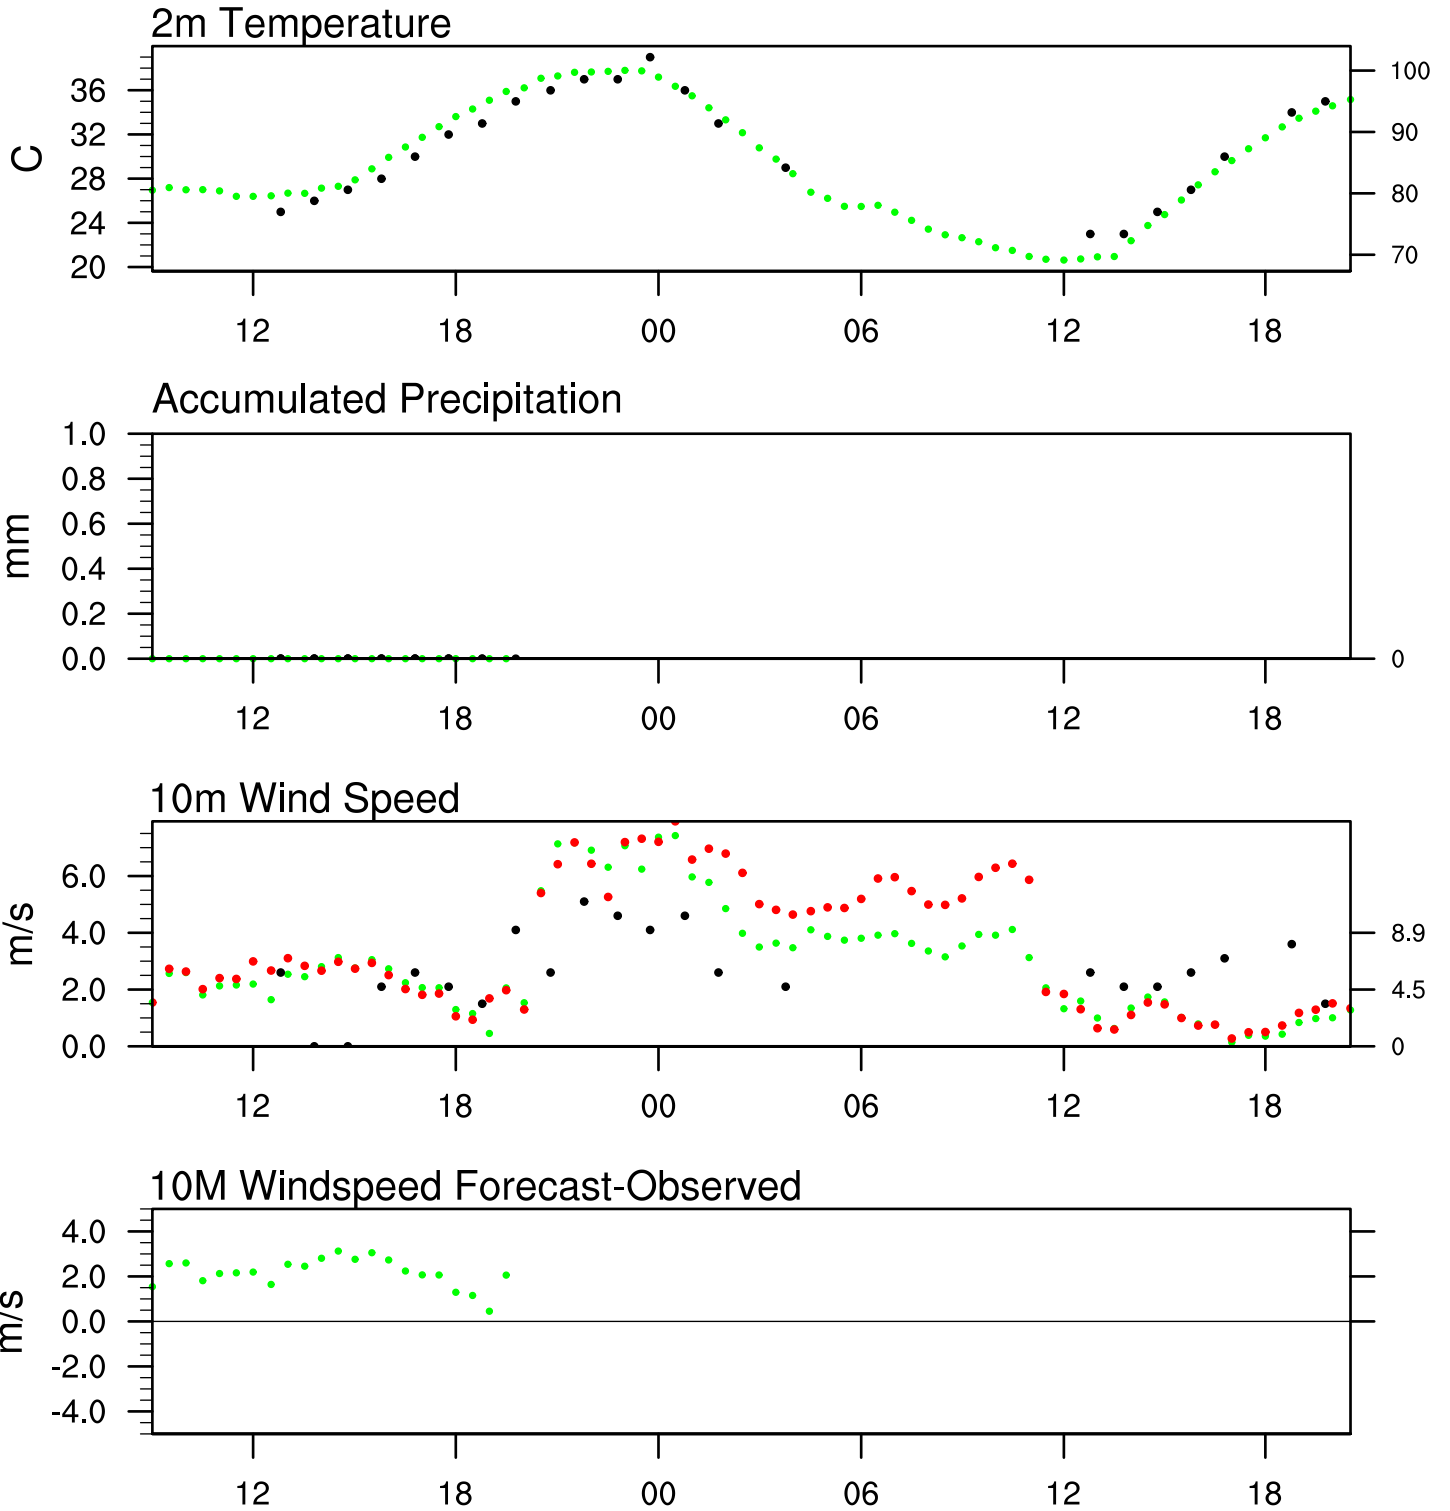 2m Temperature
36
32
28
24
20
C
100
90
80
70
12 18 00 06 12 18
Accumulated Precipitation
1.0
0.8
0.6
0.4
0.2
0.0
mm
0
12 18 00 06 12 18
10m Wind Speed
6.0
4.0
2.0
0.0
m/s
8.9
4.5
0
12 18 00 06 12 18
10M Windspeed Forecast-Observed
4.0
2.0
0.0
-2.0
-4.0
m/s
12 18 00 06 12 18